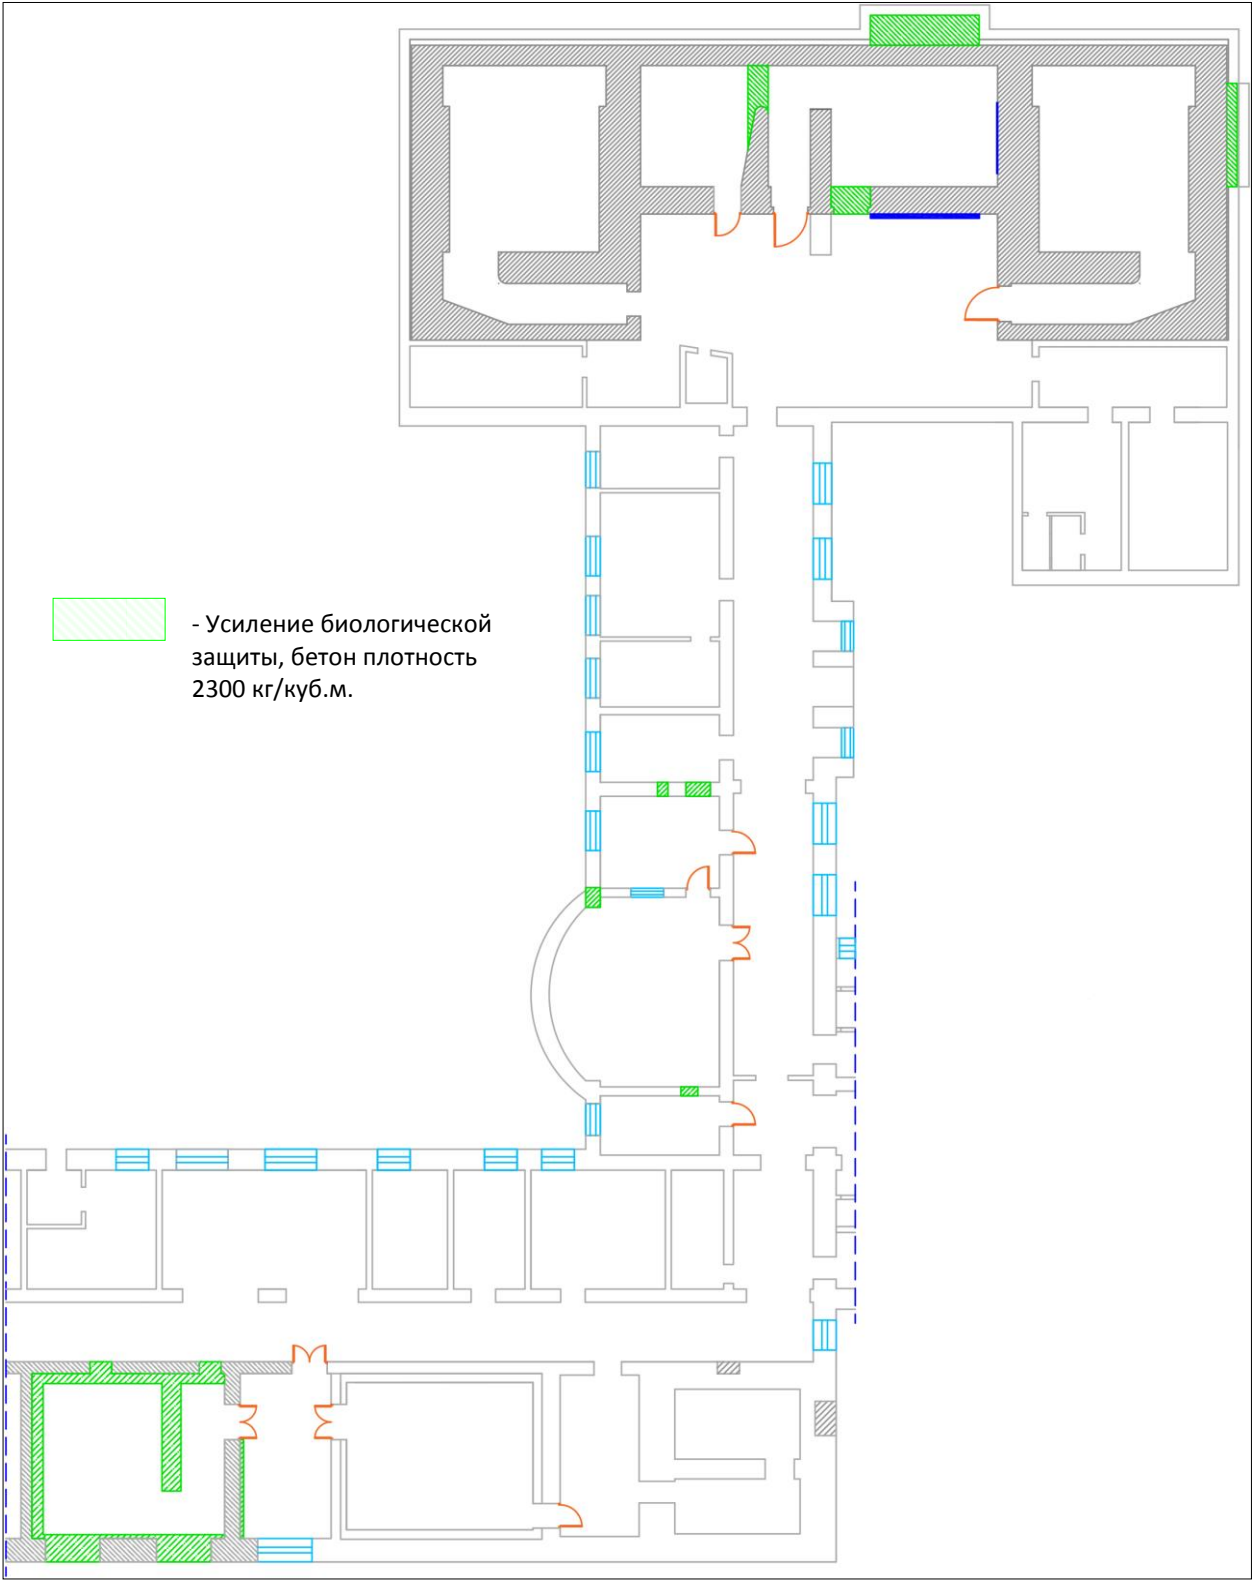 - Усиление биологической
защиты, бетон плотность
2300 кг/куб.м.